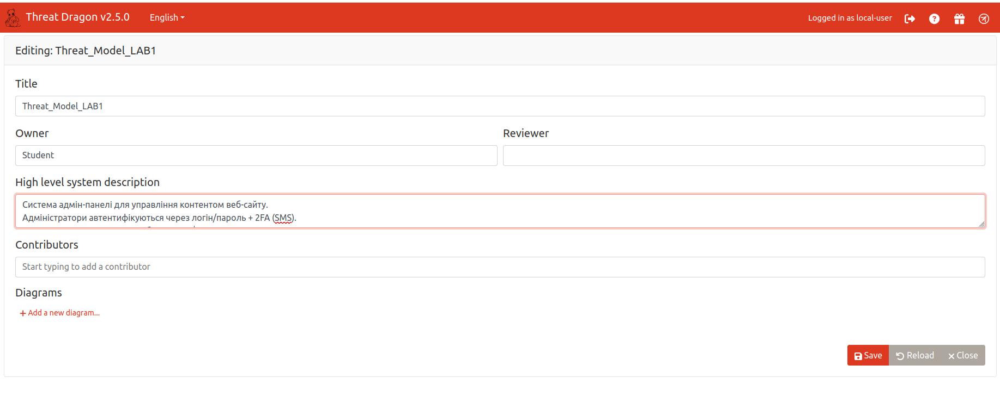 Threat Dragon v2.5.0
English
Logged in as local-user
Editing: Threat_Model_LAB1
Title
Threat_Model_LAB1
Owner
Reviewer
Student
High level system description
Система адмін-панелі для управління контентом веб-сайту.
Адміністратори автентифікуються через логін/пароль + 2FA (SMS).
Contributors
Start typing to add a contributor
Diagrams
+ Add a new diagram...
Save
Reload
Close